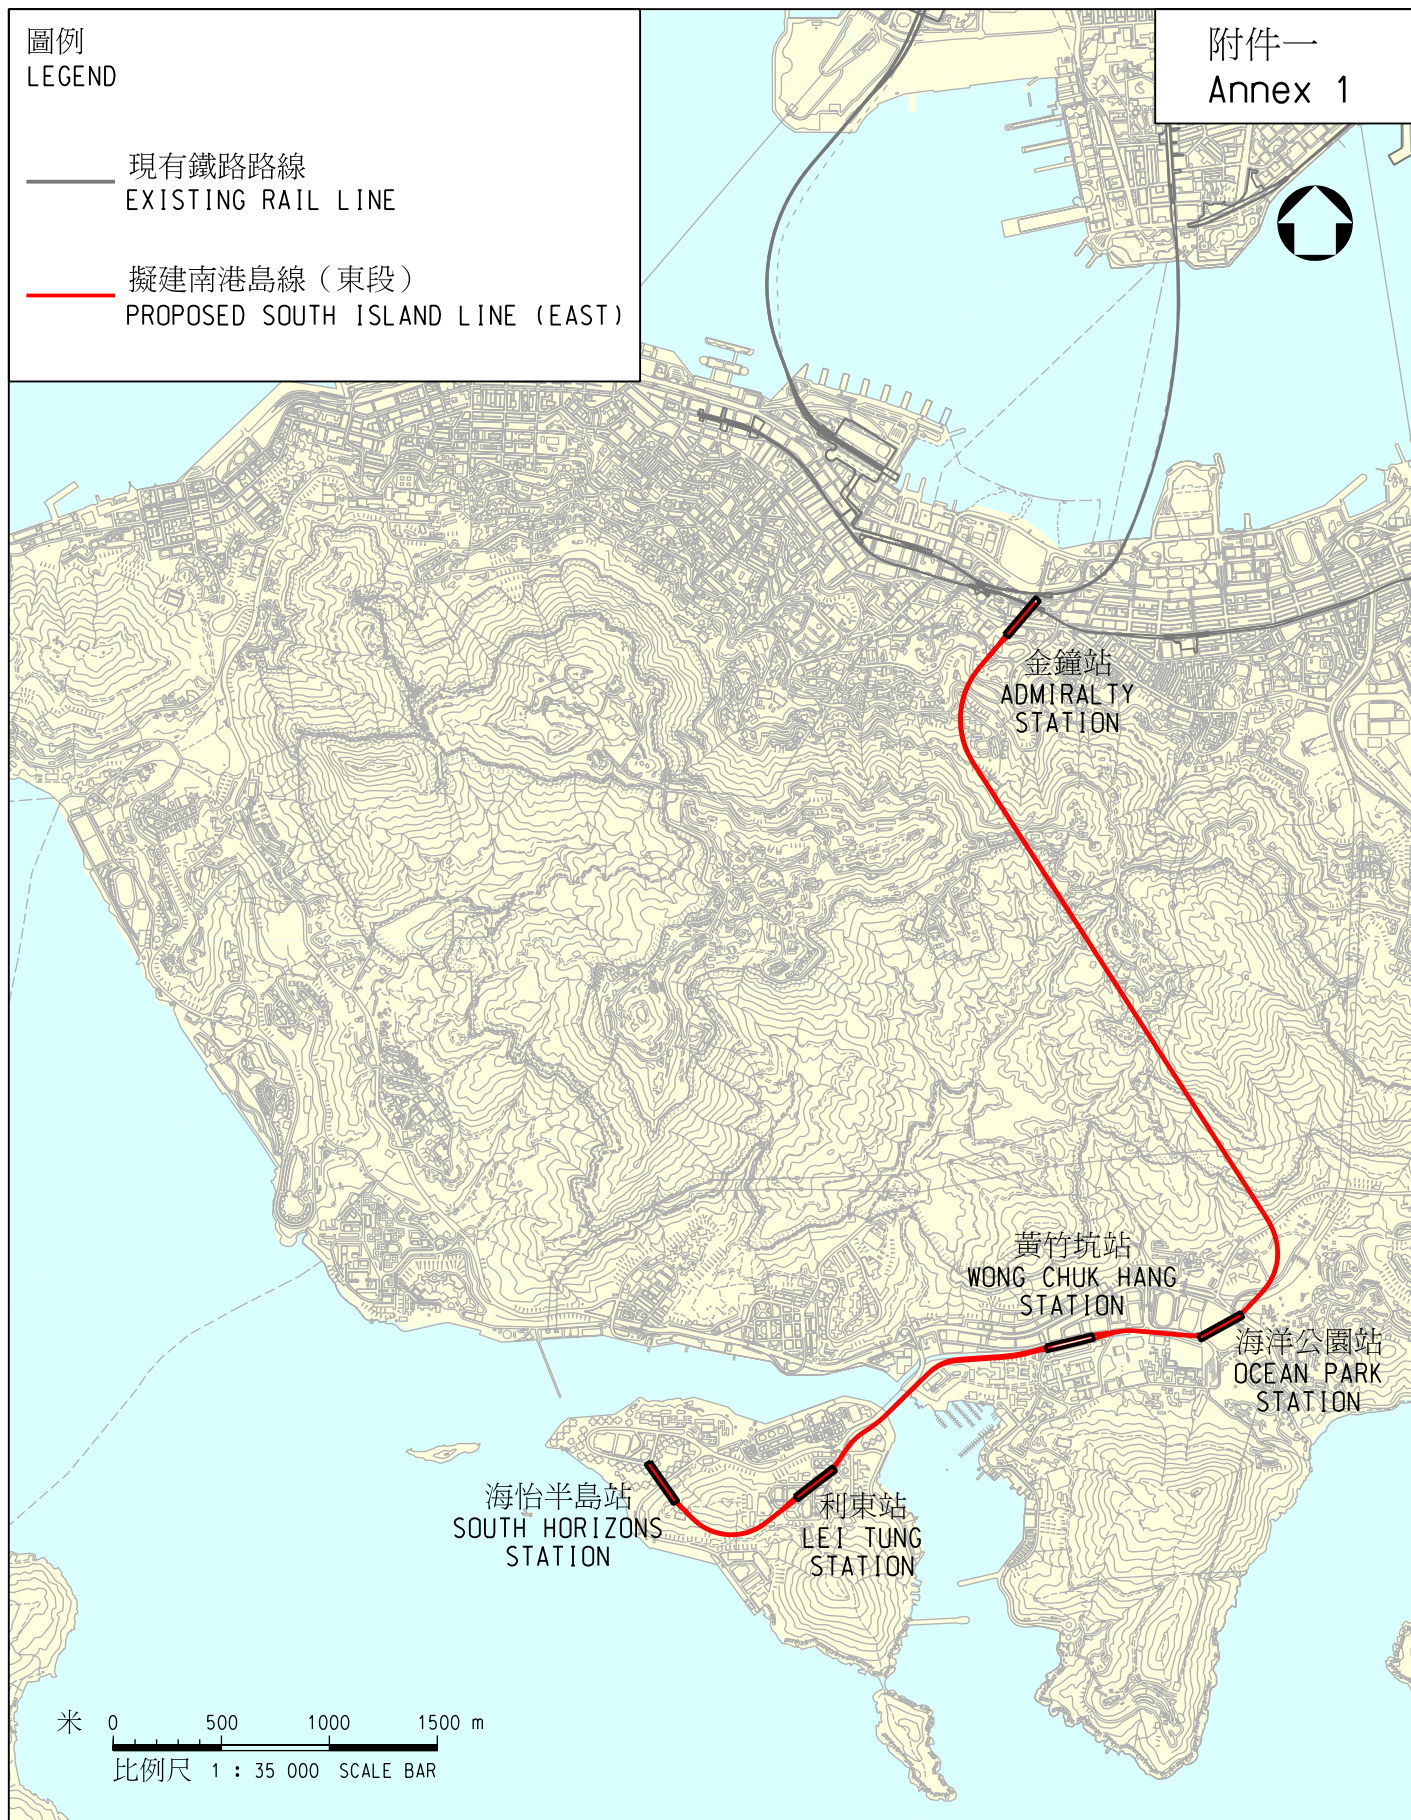 圖例
LEGEND
現有鐵路路線
EXISTING RAIL LINE
擬建南港島線（東段）
PROPOSED SOUTH ISLAND LINE (EAST)
附件一
Annex 1
金鐘站
ADMIRALTY
STATION
黃竹坑站
WONG CHUK HANG
STATION
海洋公園站
OCEAN PARK
STATION
海怡半島站
SOUTH HORIZONS
STATION
利東站
LEI TUNG
STATION
米 0 500 1000 1500 m
比例尺 1 : 35 000 SCALE BAR